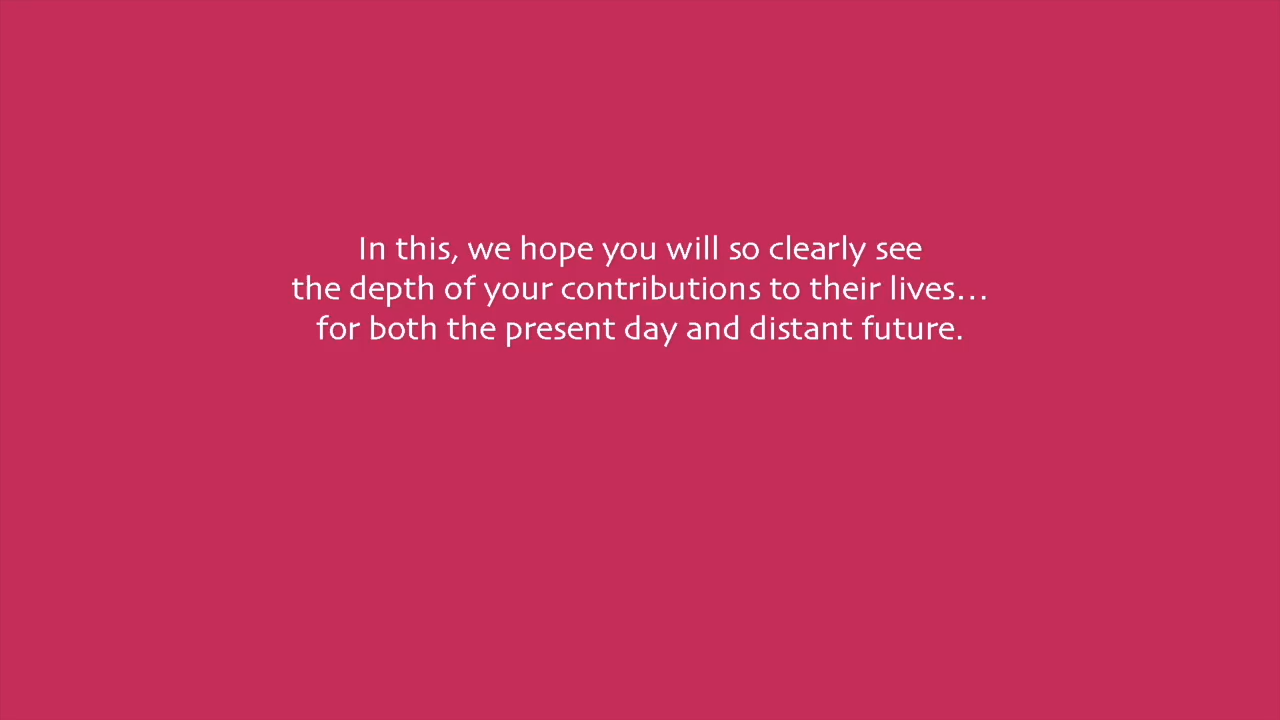 In this, we hope you will so clearly see
the depth of your contributions to their lives…
for both the present day and distant future.